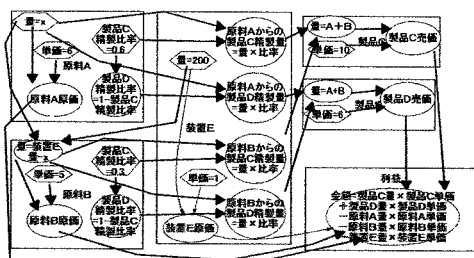 量=x
単価=6
原料A
原料A原価
製品C
精製比率
=0.6
製品D
精製比率
=1-製品C
精製比率
量=装置E
量-x
単価=5
原料B
原料B原価
製品C
精製比率
=0.3
製品D
精製比率
=1-製品C
精製比率
量=200
装置E
単価=1
装置E原価
原料Aからの
製品C精製量
=量×比率
原料Aからの
製品D精製量
=量×比率
原料Bからの
製品C精製量
=量×比率
原料Bからの
製品D精製量
=量×比率
量=A+B
単価=10
製品C売価
量=A+B
単価=6
製品D売価
利益
金額=製品C量×製品C単価
+製品D量×製品D単価
-原料A量×原料A単価
-原料B量×原料B単価
-装置E量×装置E単価